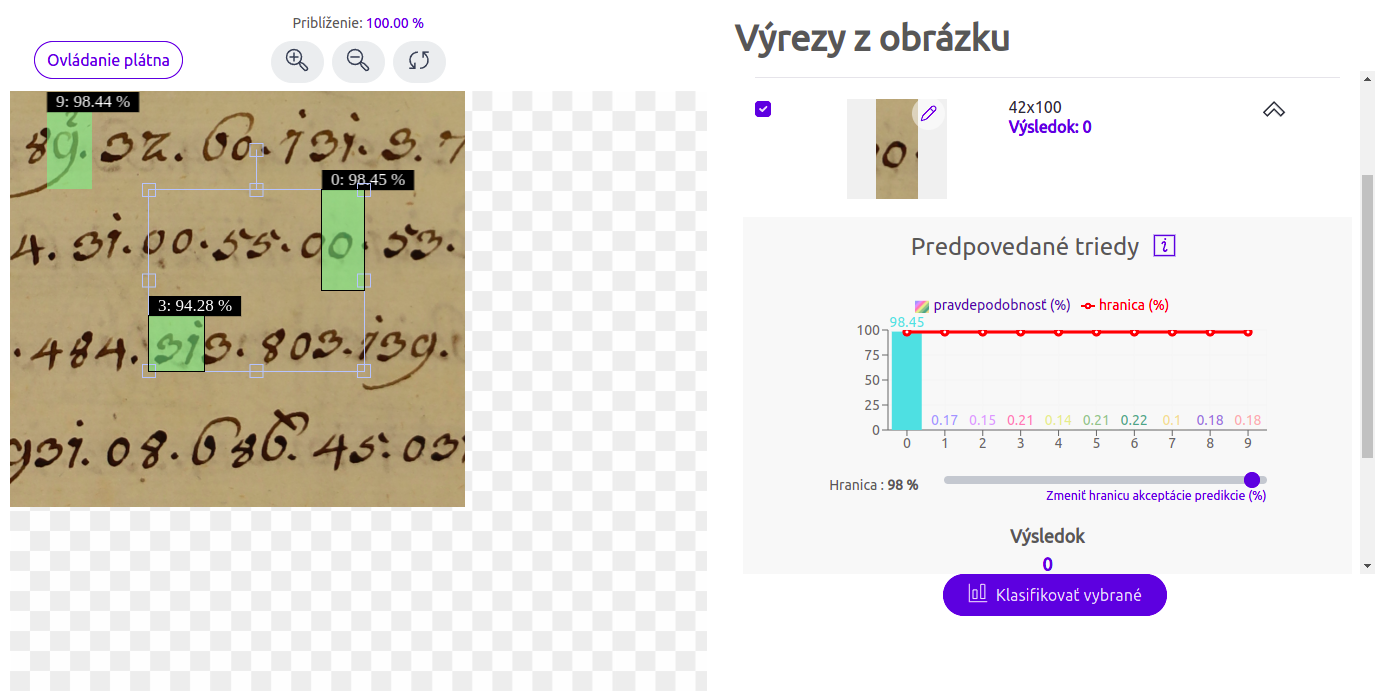 Priblíženie: 100.00 %
Ovládanie plátna
9: 98.44 %
89. 32. 60. 131. 3. 7
0: 98.45 %
4. 31. 00. 55. 00. 53.
3: 94.28 %
. 484. 313. 803. 139.
931. 08. 686. 45. 03
Výrezy z obrázku
0.
42x100
Výsledok: 0
Predpovedané triedy i
pravdepodobnosť (%) hranica (%)
98.45
100
75
50
25
0
0.17 0.15 0.21 0.14 0.21 0.22 0.1 0.18 0.18
0 1 2 3 4 5 6 7 8 9
Hranica : 98 %
Zmeniť hranicu akceptácie predikcie (%)
Výsledok
0
Klasifikovať vybrané